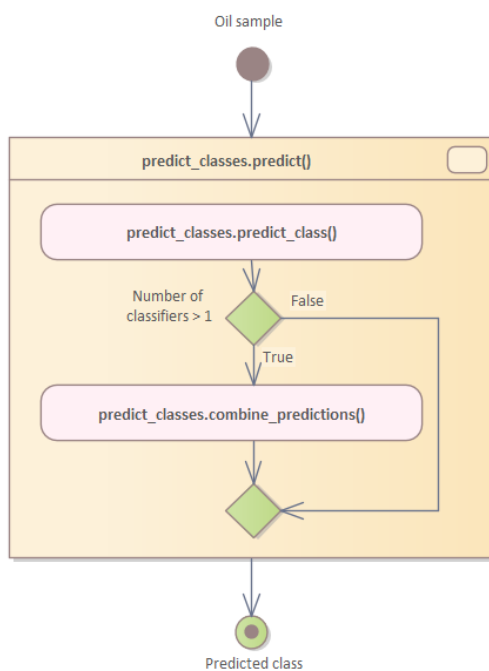 Oil sample
predict_classes.predict()
predict_classes.predict_class()
Number of
classifiers > 1
False
True
predict_classes.combine_predictions()
Predicted class